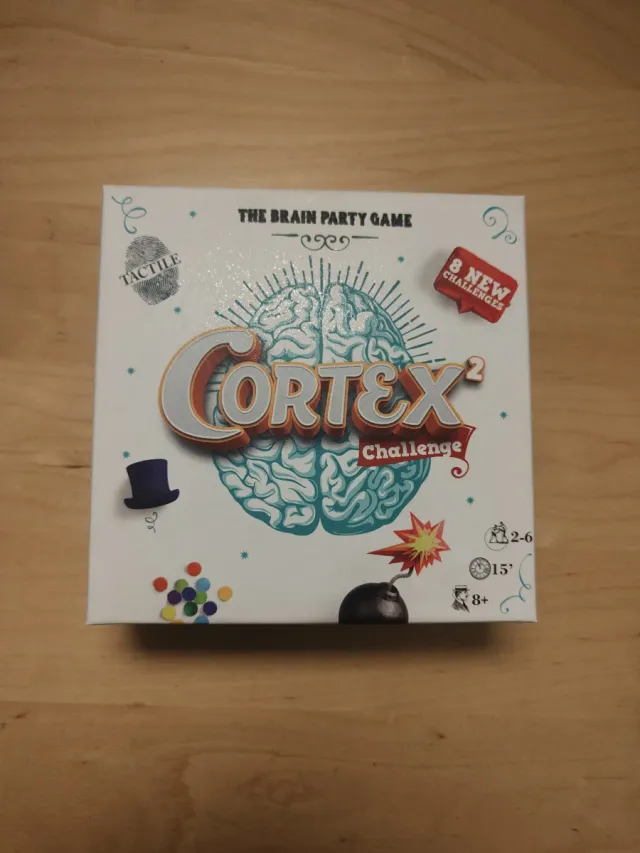 THE BRAIN PARTY GAME
TACTILE
8 NEW
CHALLENGES
CORTEX²
Challenge
2-6
15'
8+